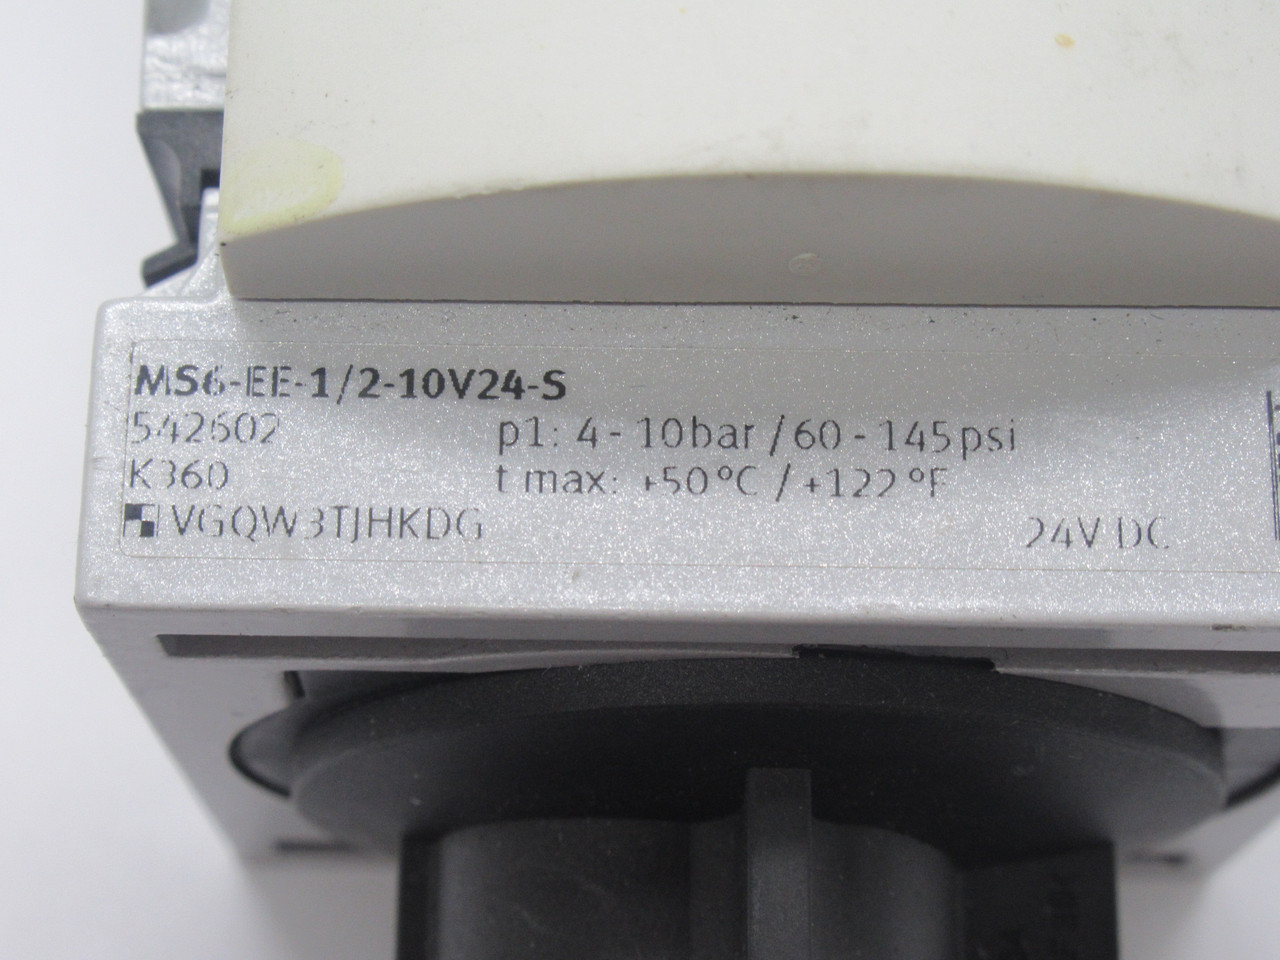 MS6-EE-1/2-10V24-S
542602 p1: 4 - 10bar / 60 - 145psi
K360 t max: +50°C / +122°F
VGQW3TJHKDG 24V DC